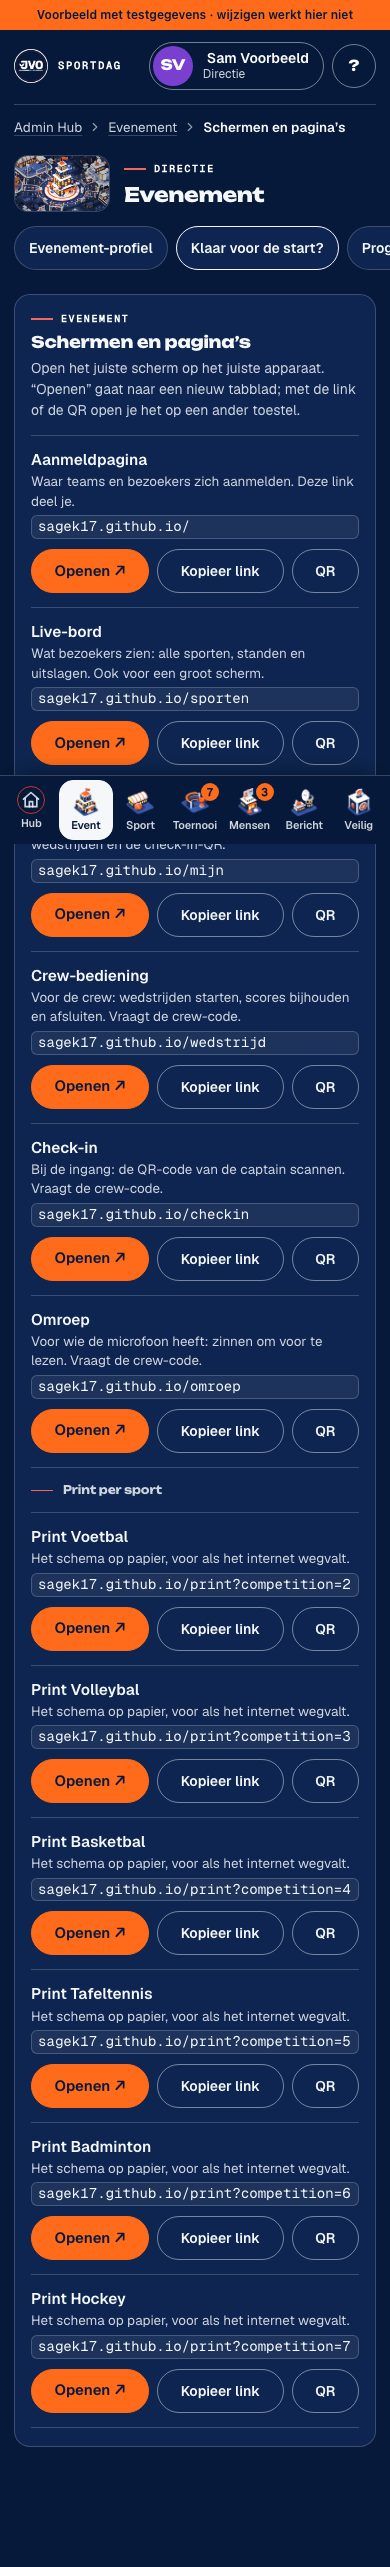 Voorbeeld met testgegevens · wijzigen werkt hier niet
JVO SPORTDAG
SV Sam Voorbeeld
Directie
?
Admin Hub > Evenement > Schermen en pagina's
DIRECTIE
Evenement
Evenement-profiel
Klaar voor de start?
Prog
EVENEMENT
Schermen en pagina's
Open het juiste scherm op het juiste apparaat.
“Openen” gaat naar een nieuw tabblad; met de link
of de QR open je het op een ander toestel.
Aanmeldpagina
Waar teams en bezoekers zich aanmelden. Deze link
deel je.
sagek17.github.io/
Openen ↗ Kopieer link QR
Live-bord
Wat bezoekers zien: alle sporten, standen en
uitslagen. Ook voor een groot scherm.
sagek17.github.io/sporten
Openen ↗ Kopieer link QR
7 3
Hub Event Sport Toernooi Mensen Bericht Veilig
wedstrijden en de check-in-QR.
sagek17.github.io/mijn
Openen ↗ Kopieer link QR
Crew-bediening
Voor de crew: wedstrijden starten, scores bijhouden
en afsluiten. Vraagt de crew-code.
sagek17.github.io/wedstrijd
Openen ↗ Kopieer link QR
Check-in
Bij de ingang: de QR-code van de captain scannen.
Vraagt de crew-code.
sagek17.github.io/checkin
Openen ↗ Kopieer link QR
Omroep
Voor wie de microfoon heeft: zinnen om voor te
lezen. Vraagt de crew-code.
sagek17.github.io/omroep
Openen ↗ Kopieer link QR
Print per sport
Print Voetbal
Het schema op papier, voor als het internet wegvalt.
sagek17.github.io/print?competition=2
Openen ↗ Kopieer link QR
Print Volleybal
Het schema op papier, voor als het internet wegvalt.
sagek17.github.io/print?competition=3
Openen ↗ Kopieer link QR
Print Basketbal
Het schema op papier, voor als het internet wegvalt.
sagek17.github.io/print?competition=4
Openen ↗ Kopieer link QR
Print Tafeltennis
Het schema op papier, voor als het internet wegvalt.
sagek17.github.io/print?competition=5
Openen ↗ Kopieer link QR
Print Badminton
Het schema op papier, voor als het internet wegvalt.
sagek17.github.io/print?competition=6
Openen ↗ Kopieer link QR
Print Hockey
Het schema op papier, voor als het internet wegvalt.
sagek17.github.io/print?competition=7
Openen ↗ Kopieer link QR